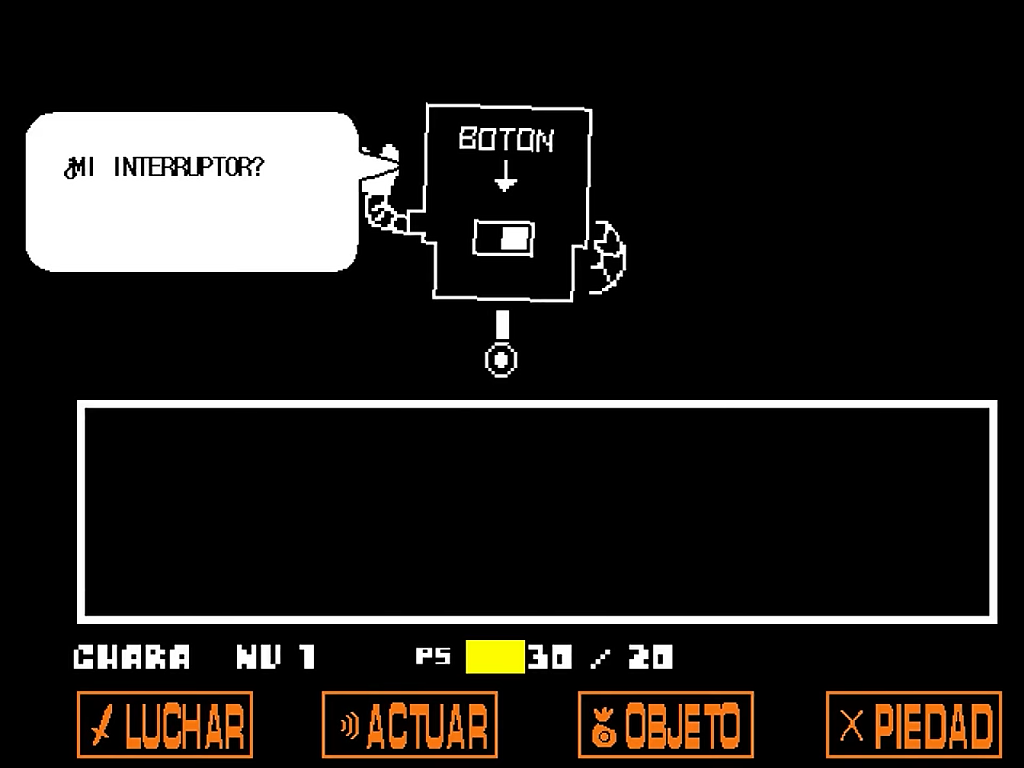 BOTON
¿MI INTERRUPTOR?
CHARA NV 1 PS 30 / 20
LUCHAR ACTUAR OBJETO PIEDAD